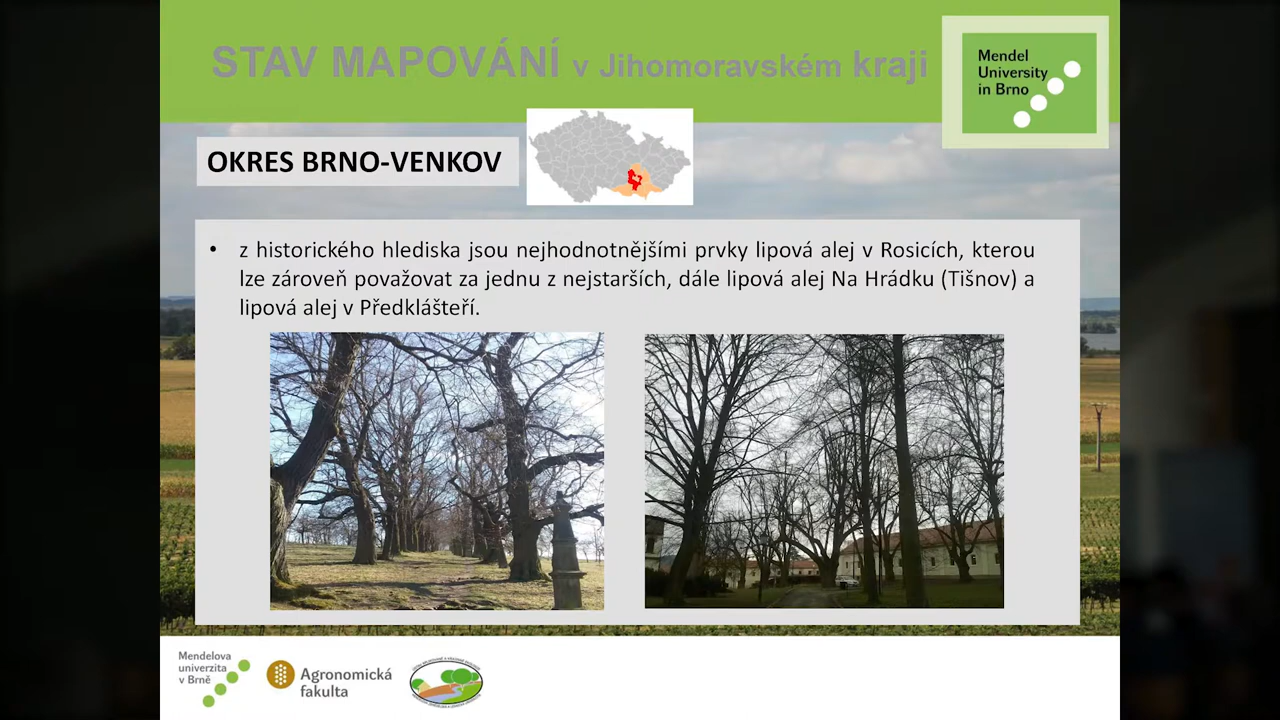 STAV MAPOVÁNÍ v Jihomoravském kraji
Mendel
University
in Brno
OKRES BRNO-VENKOV
• z historického hlediska jsou nejhodnotnějšími prvky lipová alej v Rosicích, kterou
lze zároveň považovat za jednu z nejstarších, dále lipová alej Na Hrádku (Tišnov) a
lipová alej v Předklášteří.
Mendelova
univerzita
v Brně
Agronomická
fakulta